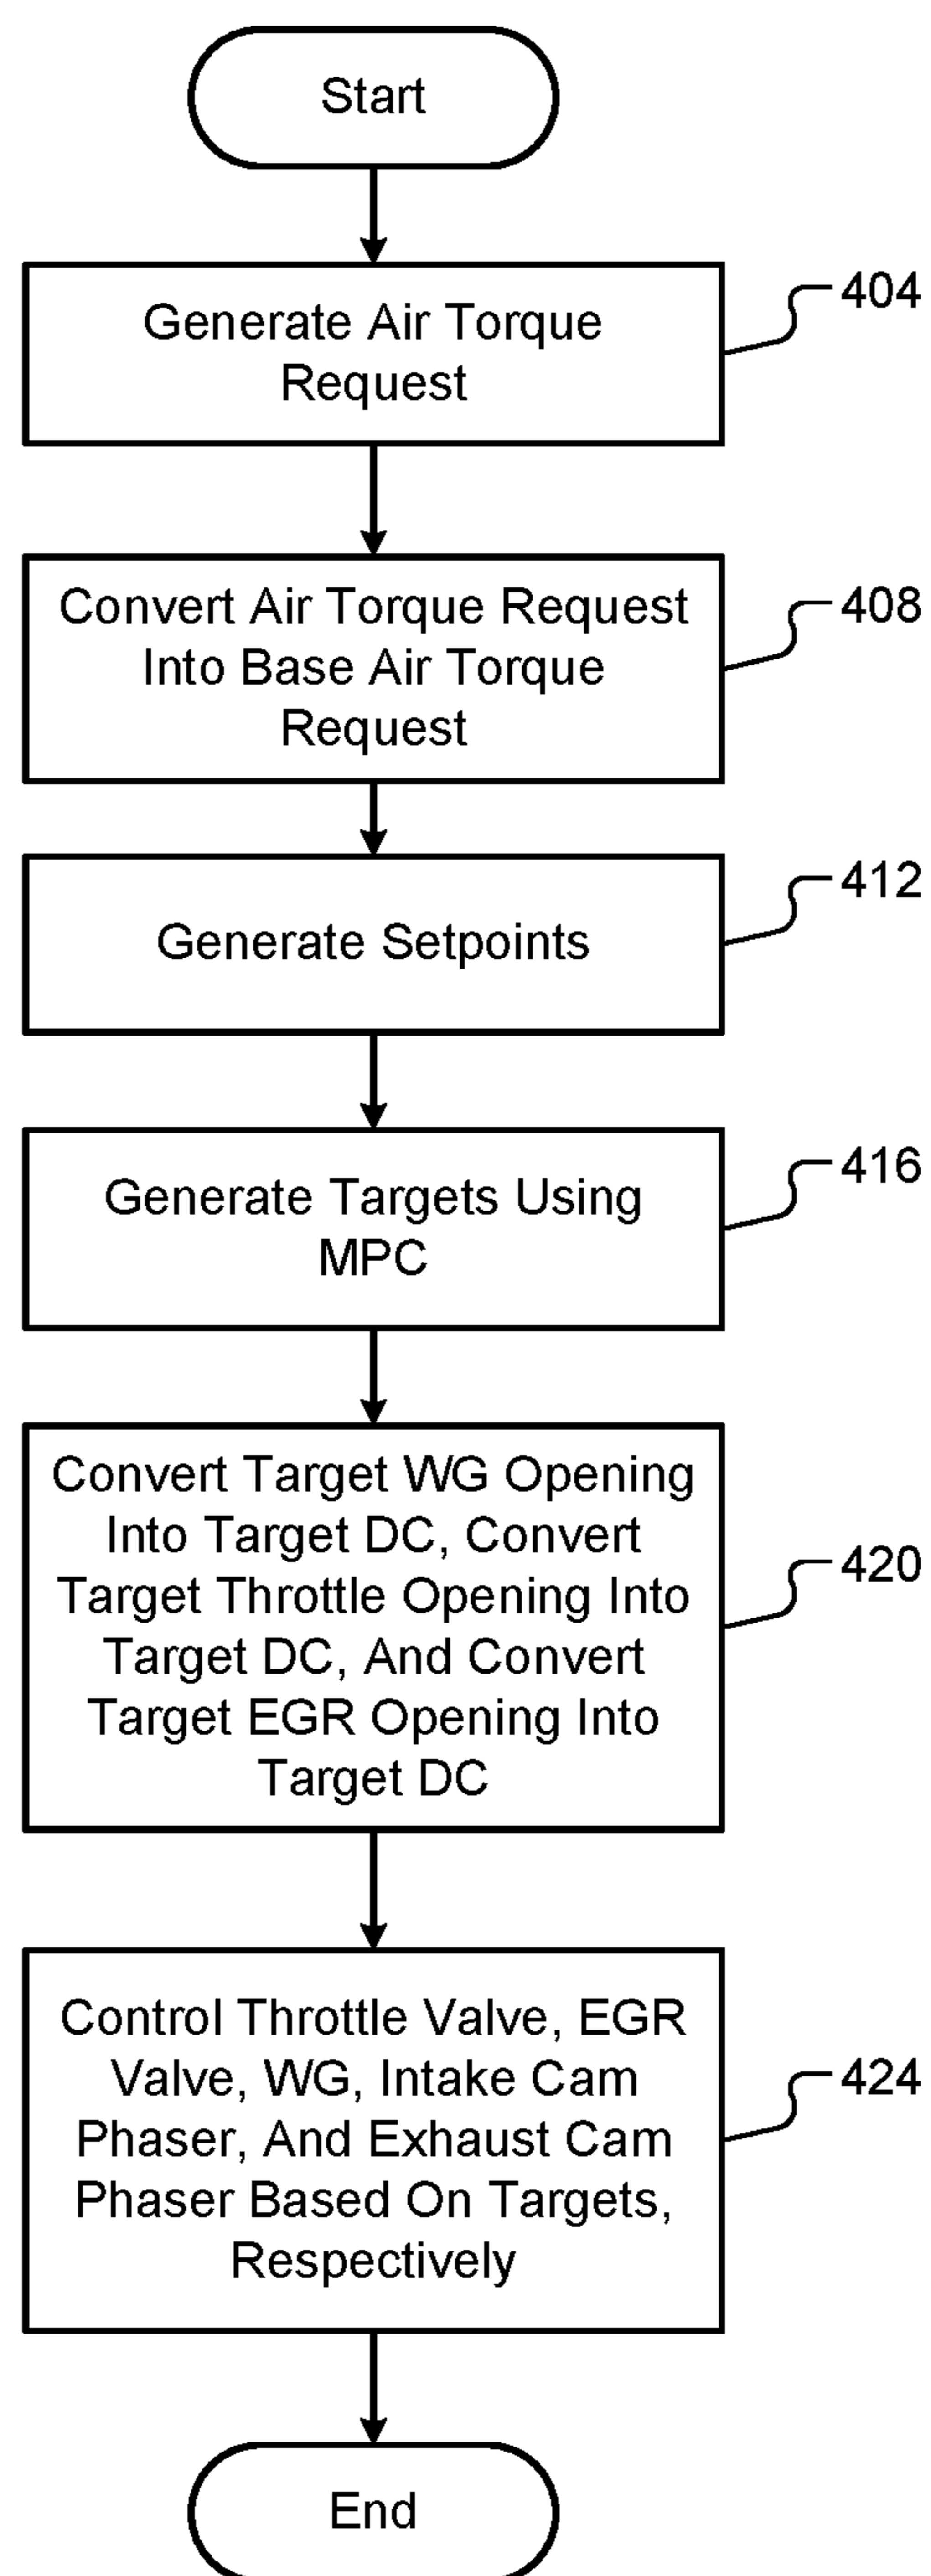 Start
Generate Air Torque
Request
404
Convert Air Torque Request
Into Base Air Torque
Request
408
Generate Setpoints
412
Generate Targets Using
MPC
416
Convert Target WG Opening
Into Target DC, Convert
Target Throttle Opening Into
Target DC, And Convert
Target EGR Opening Into
Target DC
420
Control Throttle Valve, EGR
Valve, WG, Intake Cam
Phaser, And Exhaust Cam
Phaser Based On Targets,
Respectively
424
End